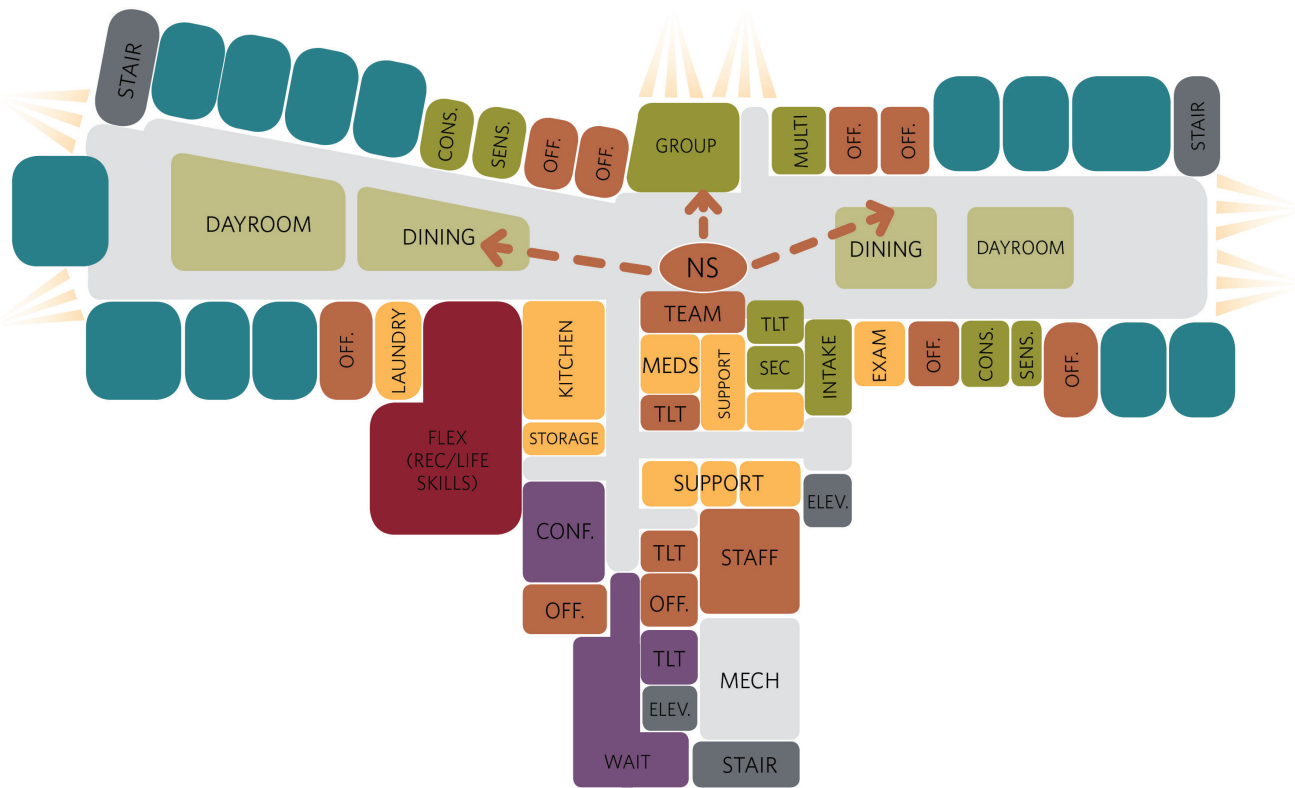 STAIR
CONS.
SENS.
OFF.
OFF.
GROUP
MULTI
OFF.
OFF.
STAIR
DAYROOM
DINING
NS
DINING
DAYROOM
OFF.
LAUNDRY
KITCHEN
STORAGE
FLEX
(REC/LIFE
SKILLS)
TEAM
MEDS
SUPPORT
TLT
TLT
SEC
INTAKE
EXAM
OFF.
CONS.
SENS.
OFF.
SUPPORT
ELEV.
CONF.
TLT
STAFF
OFF.
OFF.
TLT
MECH
ELEV.
WAIT
STAIR